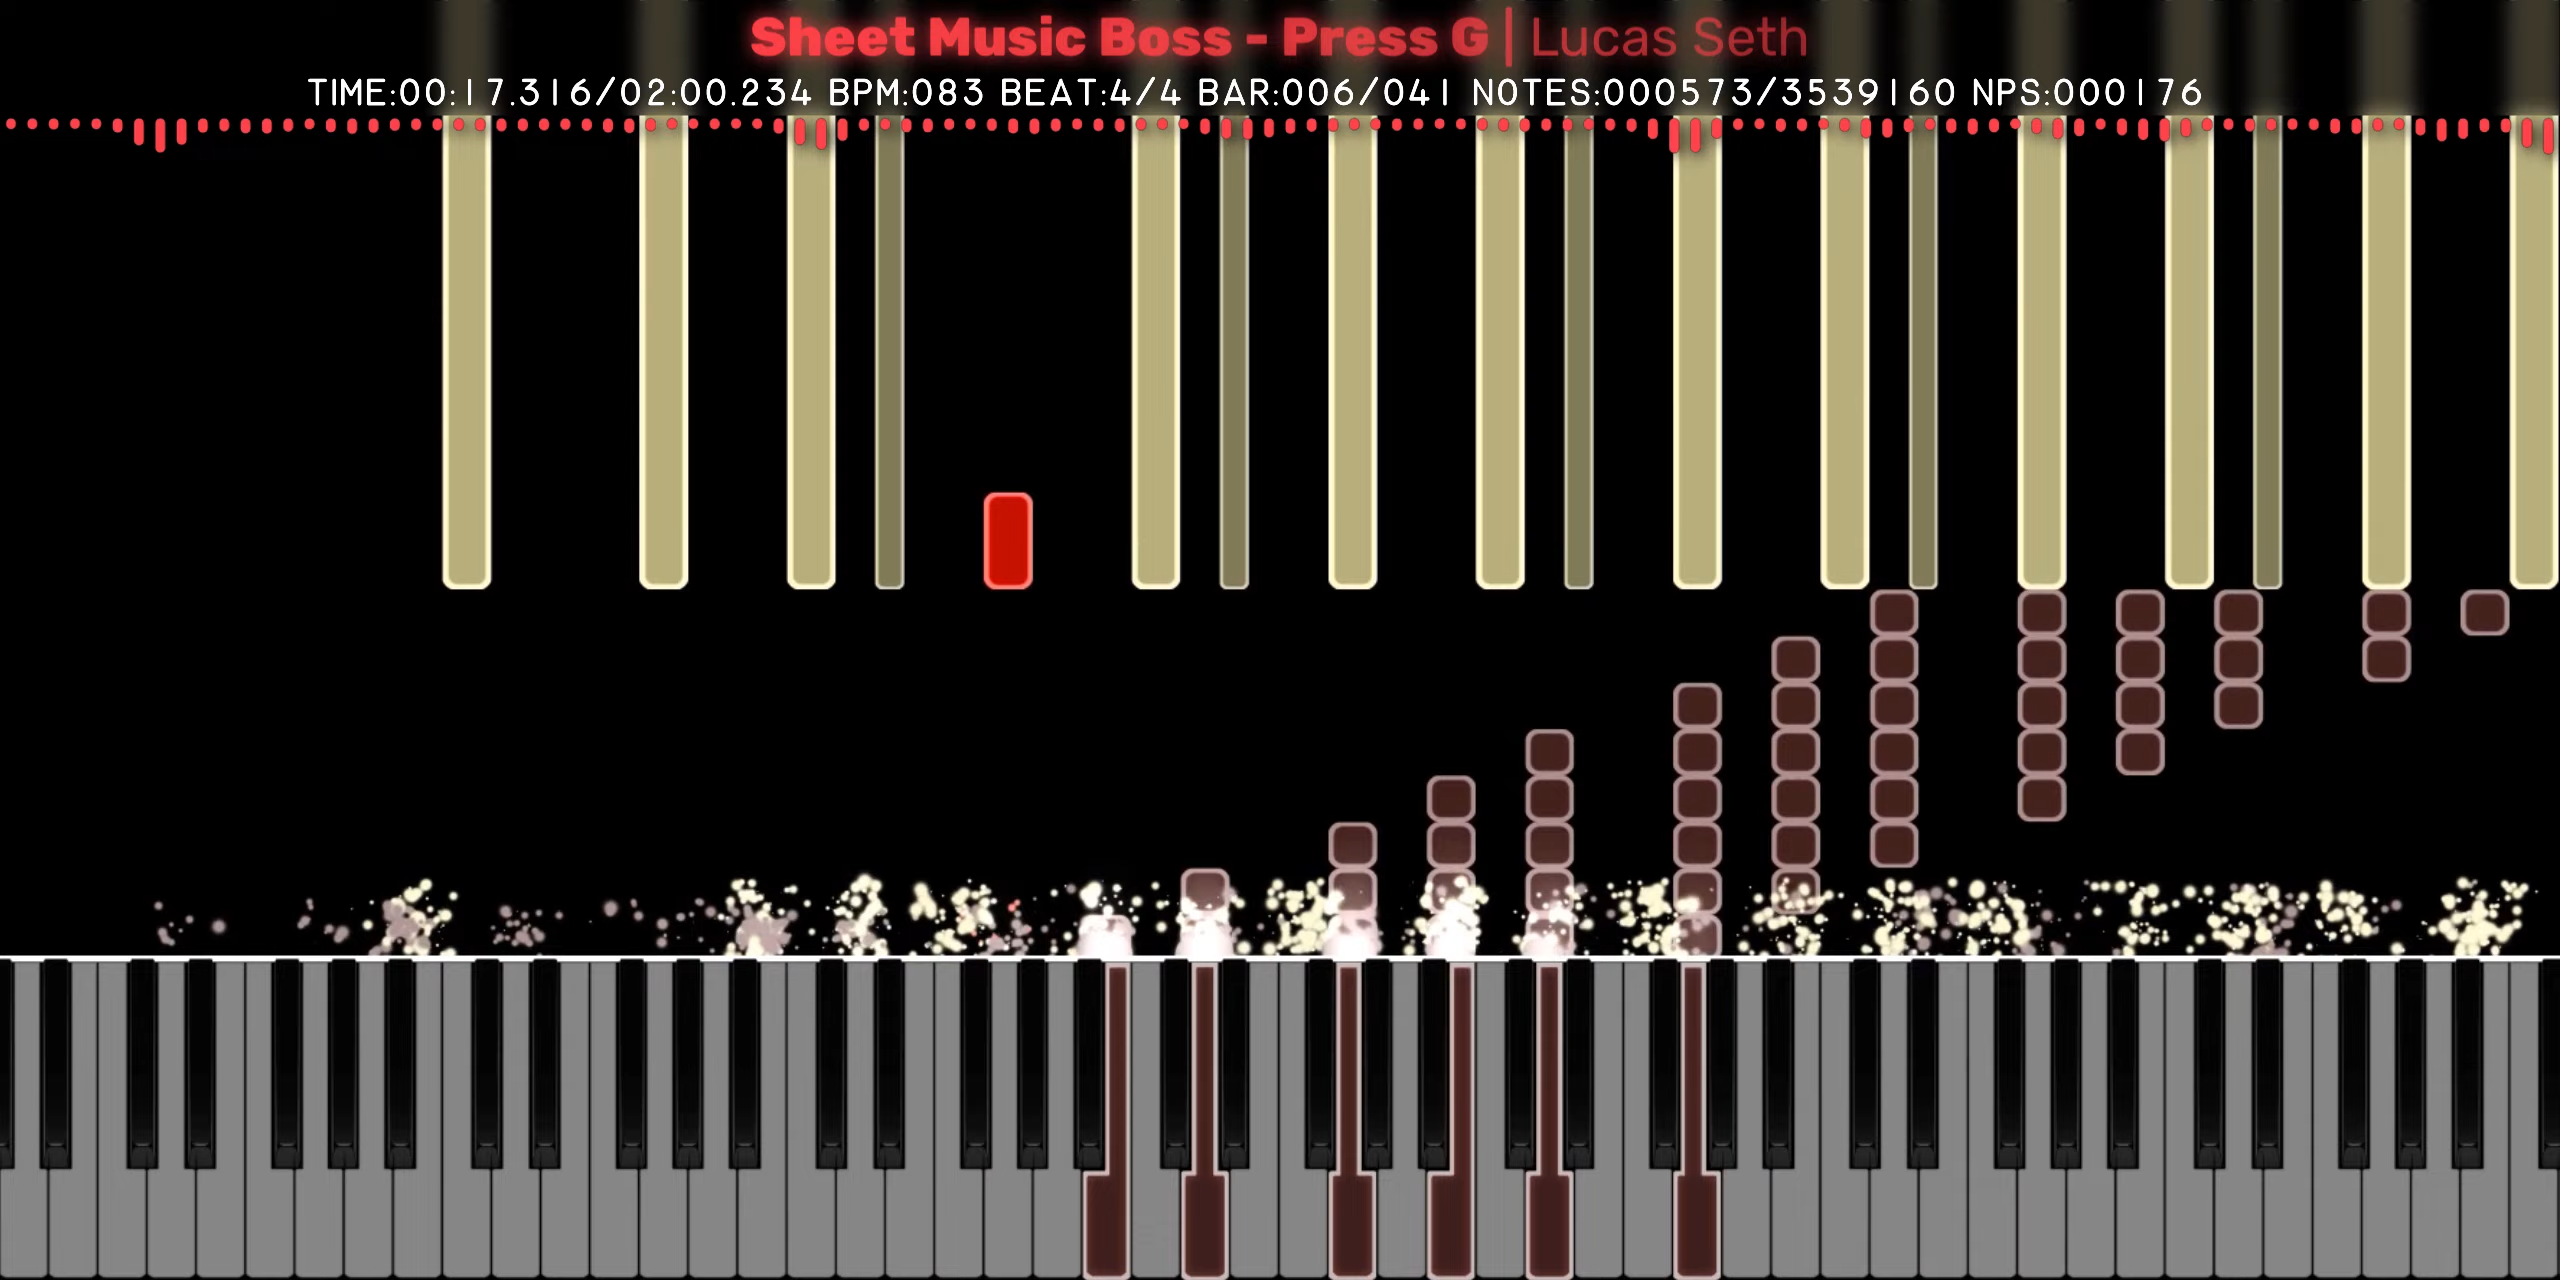 Sheet Music Boss - Press G | Lucas Seth
TIME:00:17.316/02:00.234 BPM:083 BEAT:4/4 BAR:006/041 NOTES:000573/3539160 NPS:000176